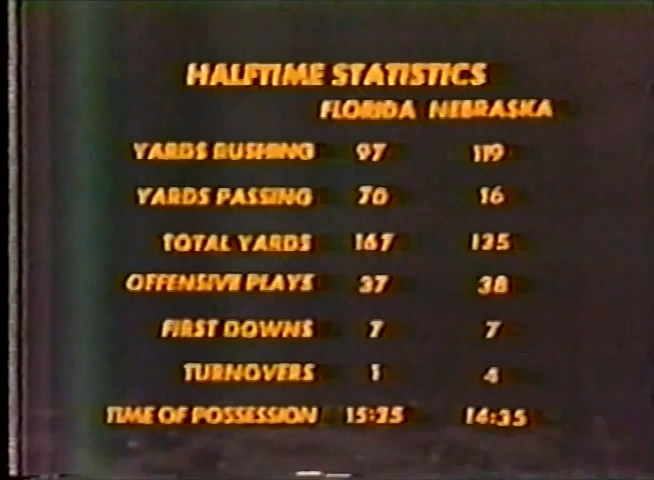 HALFTIME STATISTICS
FLORIDA NEBRASKA
YARDS RUSHING 97 119
YARDS PASSING 70 16
TOTAL YARDS 167 135
OFFENSIVE PLAYS 37 38
FIRST DOWNS 7 7
TURNOVERS 1 4
TIME OF POSSESSION 15:25 14:35